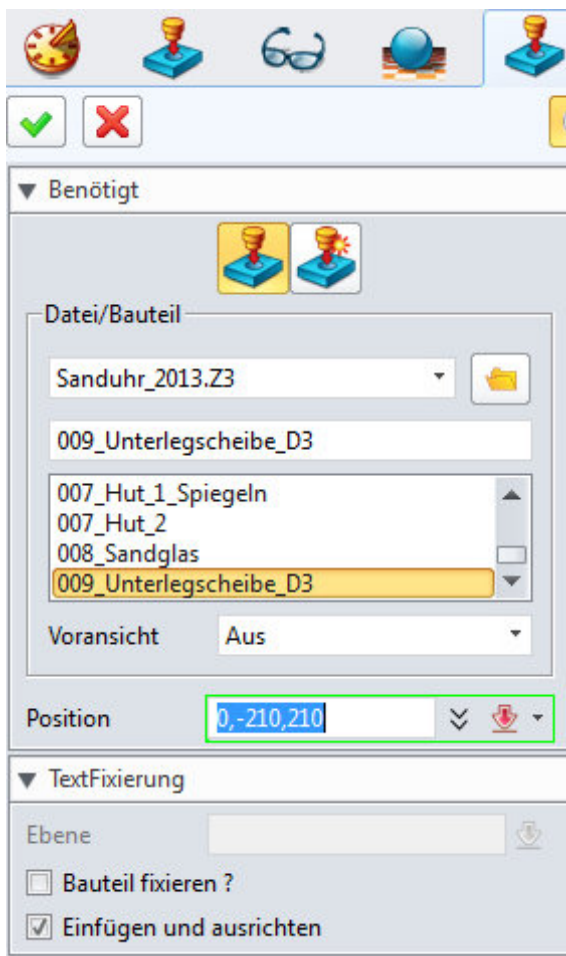 Benötigt
Datei/Bauteil
Sanduhr_2013.Z3
009_Unterlegscheibe_D3
007_Hut_1_Spiegeln
007_Hut_2
008_Sandglas
009_Unterlegscheibe_D3
Voransicht Aus
Position 0,-210,210
TextFixierung
Ebene
Bauteil fixieren ?
Einfügen und ausrichten